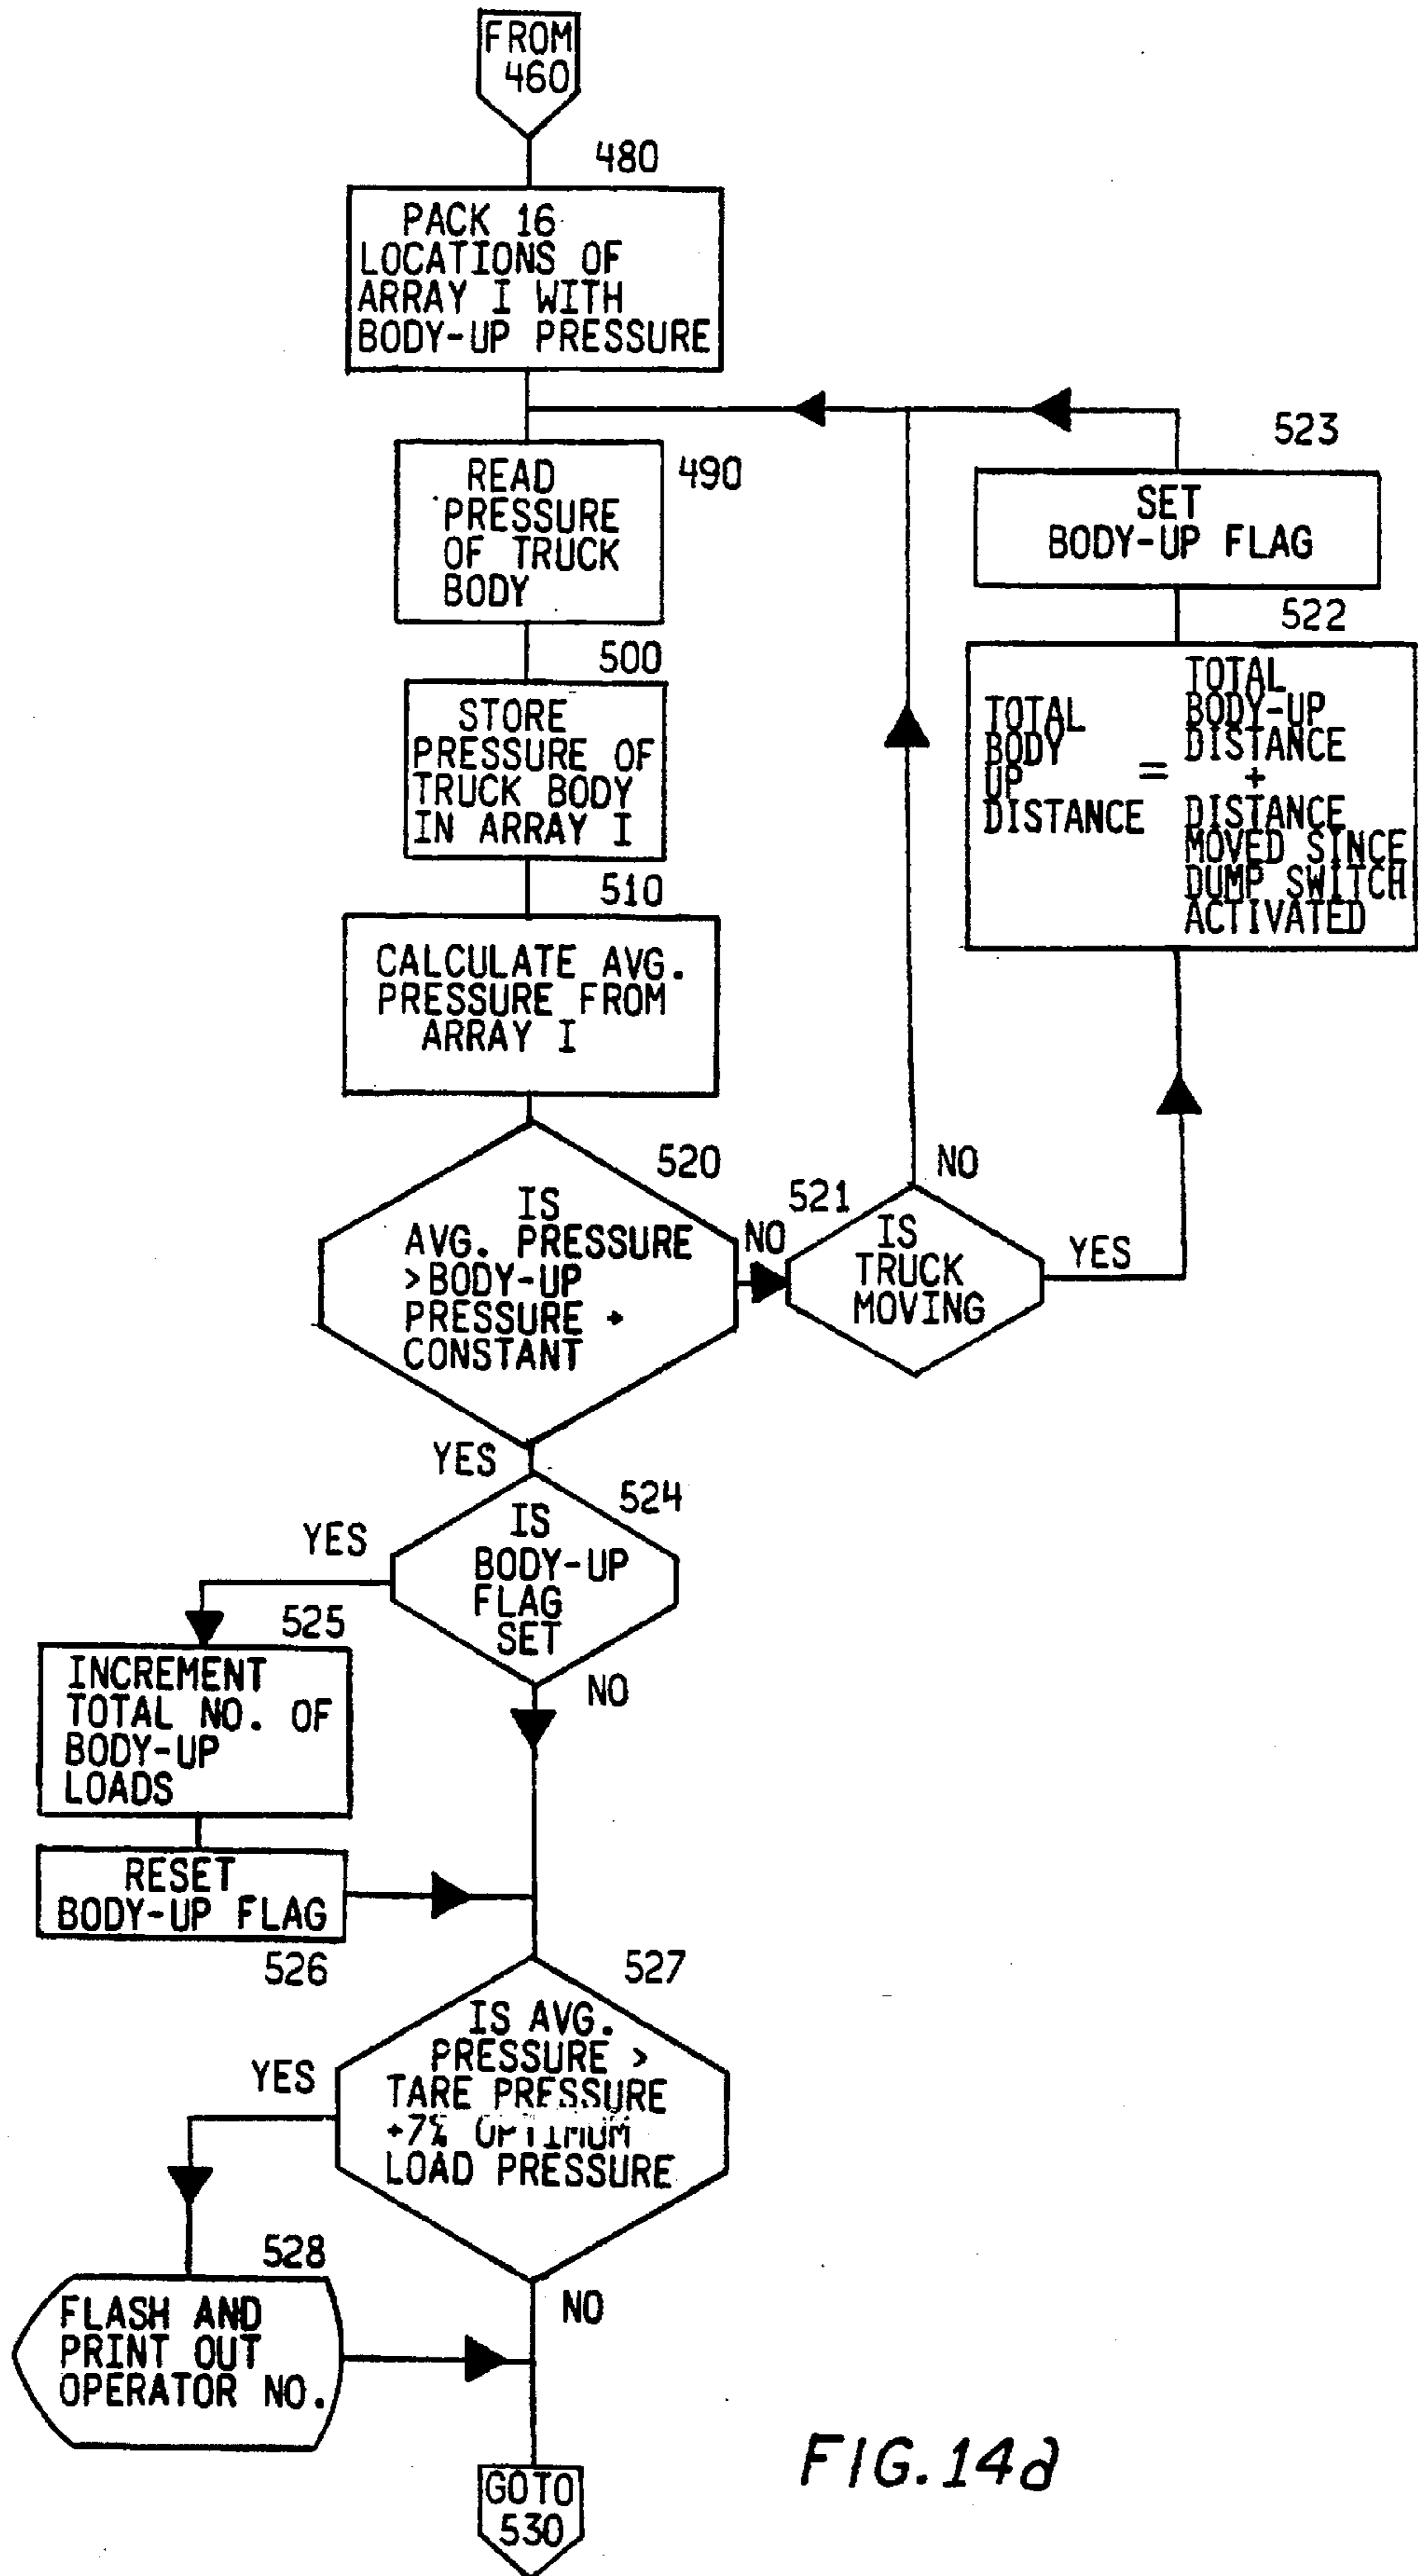 FROM
460
480
PACK 16
LOCATIONS OF
ARRAY I WITH
BODY-UP PRESSURE
490
READ
PRESSURE
OF TRUCK
BODY
500
STORE
PRESSURE OF
TRUCK BODY
IN ARRAY I
510
CALCULATE AVG.
PRESSURE FROM
ARRAY I
520
IS
AVG. PRESSURE
>BODY-UP
PRESSURE +
CONSTANT
NO
521
IS
TRUCK
MOVING
NO
YES
522
TOTAL
BODY
UP
DISTANCE
=
TOTAL
BODY-UP
DISTANCE
+
DISTANCE
MOVED SINCE
DUMP SWITCH
ACTIVATED
523
SET
BODY-UP FLAG
YES
524
IS
BODY-UP
FLAG
SET
YES
NO
525
INCREMENT
TOTAL NO. OF
BODY-UP
LOADS
RESET
BODY-UP FLAG
526
527
IS AVG.
PRESSURE >
TARE PRESSURE
+7% OPTIMUM
LOAD PRESSURE
YES
NO
528
FLASH AND
PRINT OUT
OPERATOR NO.
GO TO
530
FIG. 14d